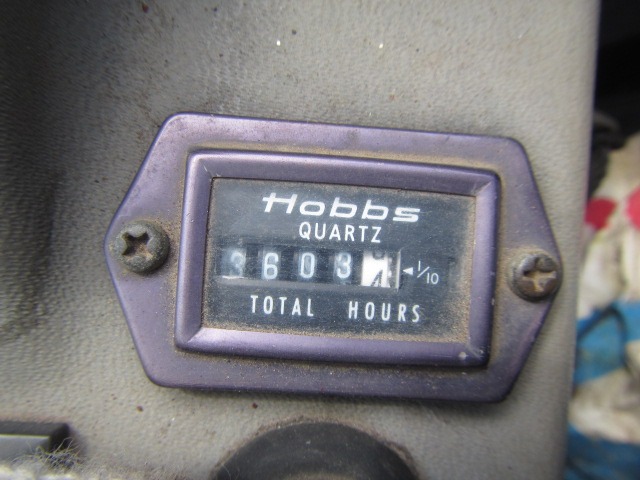 Hobbs
QUARTZ
3603 1/10
TOTAL HOURS